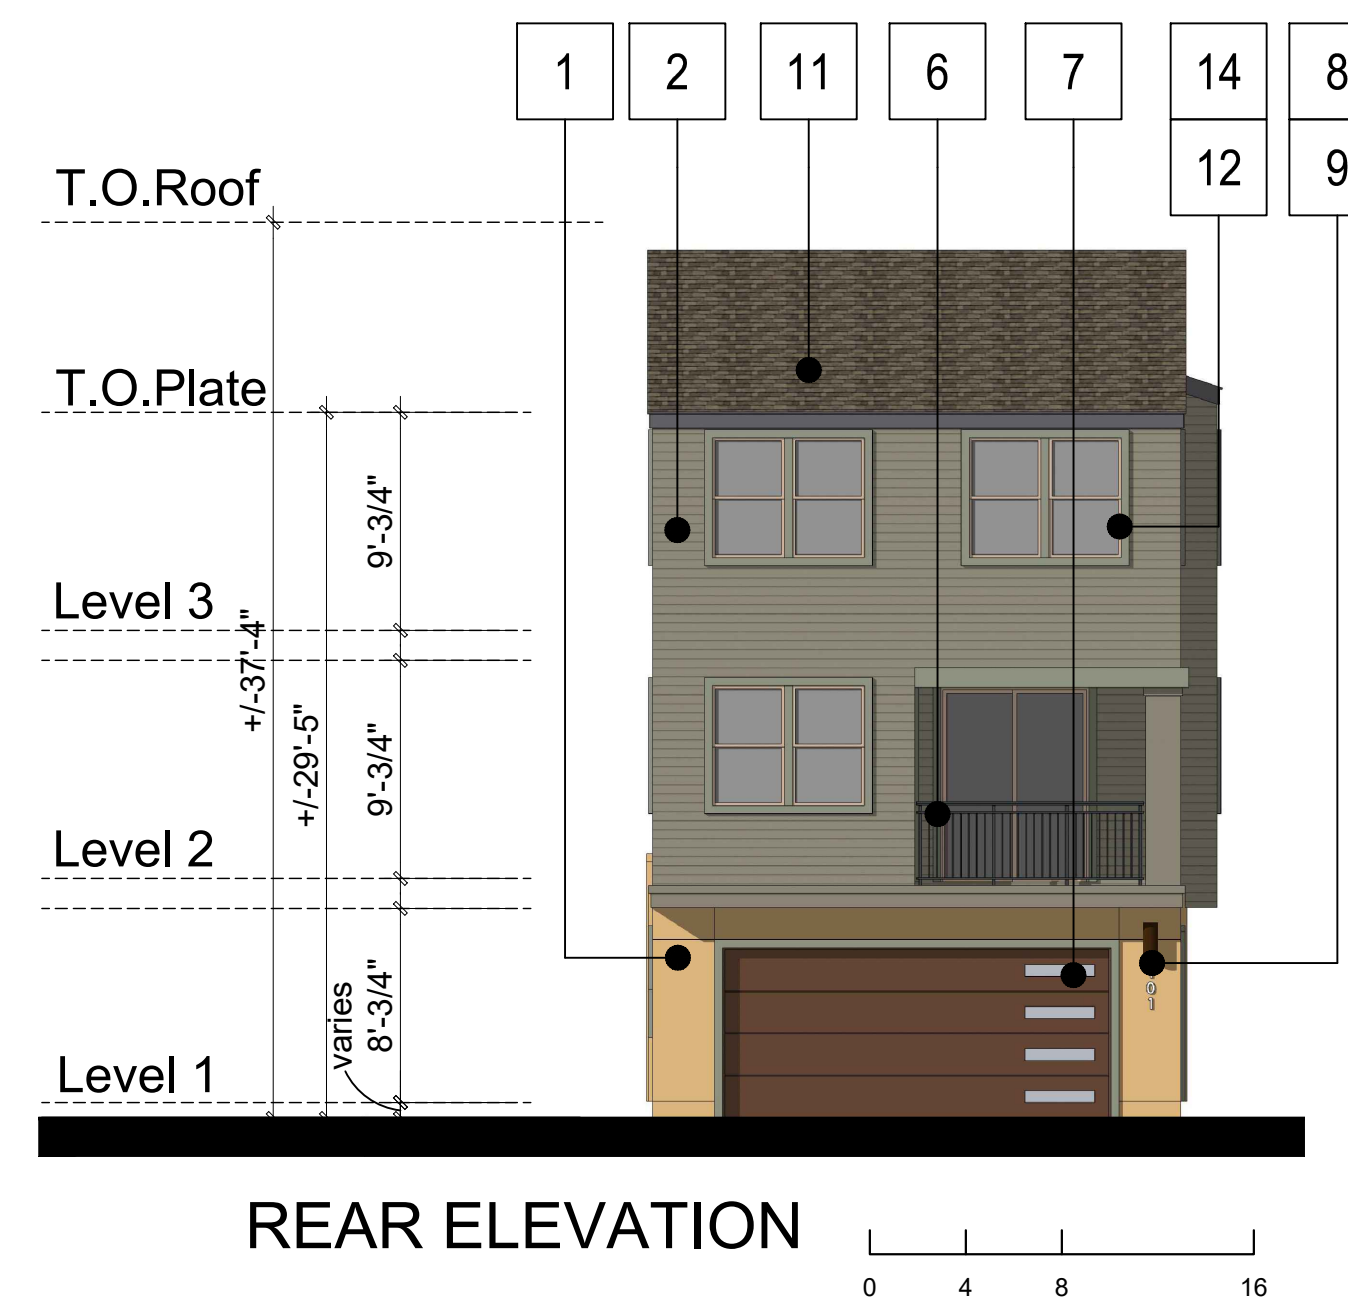 1 2 11 6 7 14 8
12 9
T.O.Roof
T.O.Plate
9'-3/4"
Level 3
+/-37'-4"
+/-29'-5"
9'-3/4"
Level 2
varies
8'-3/4"
Level 1
01
REAR ELEVATION
0 4 8 16